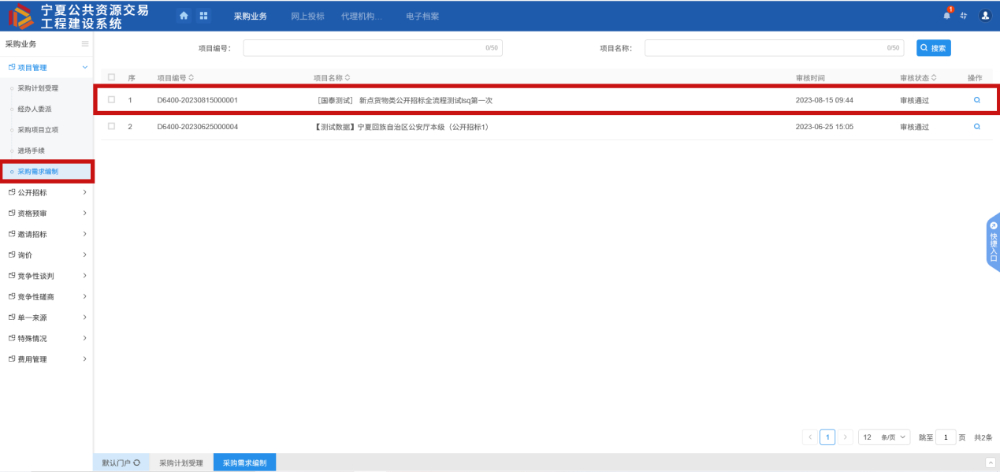 宁夏公共资源交易
工程建设系统
采购业务 网上投标 代理机构... 电子档案
1
采购业务
项目管理
采购计划受理
经办人委派
采购项目立项
进场手续
采购需求编制
公开招标
资格预审
邀请招标
询价
竞争性谈判
竞争性磋商
单一来源
特殊情况
费用管理
项目编号: 0/50 项目名称: 0/50 搜索
序 项目编号 项目名称 审核时间 审核状态 操作
1 D6400-20230815000001 [国泰测试] 新点货物类公开招标全流程测试lsq第一次 2023-08-15 09:44 审核通过
2 D6400-20230625000004 【测试数据】宁夏回族自治区公安厅本级（公开招标1） 2023-06-25 15:05 审核通过
快捷入口
1 12 条/页 跳至 1 页 共2条
默认门户 采购计划受理 采购需求编制